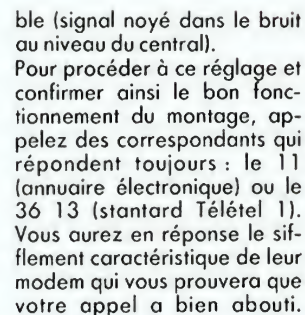 ble (signal noyé dans le bruit
au niveau du central).
Pour procéder à ce réglage et
confirmer ainsi le bon fonc-
tionnement du montage, ap-
pelez des correspondants qui
répondent toujours : le 11
(annuaire électronique) ou le
36 13 (stantard Télétel 1).
Vous aurez en réponse le sif-
flement caractéristique de leur
modem qui vous prouvera que
votre appel a bien abouti.